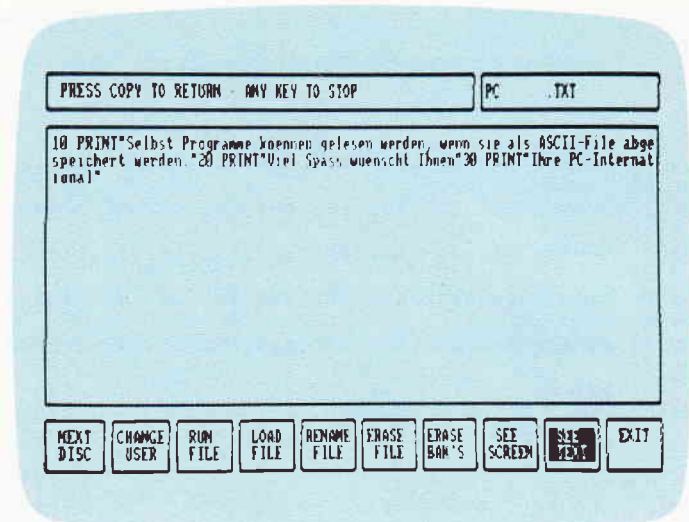 PRESS COPY TO RETURN - ANY KEY TO STOP
PC .TXT
10 PRINT"Selbst Programme koennen gelesen werden, wenn sie als ASCII-File abge
speichert werden."20 PRINT"Viel Spass wuenscht Ihnen"30 PRINT"Ihre PC-Internat
ional"
NEXT DISC
CHANGE USER
RUN FILE
LOAD FILE
RENAME FILE
ERASE FILE
ERASE BAK'S
SEE SCREEN
SEE TEXT
EXIT